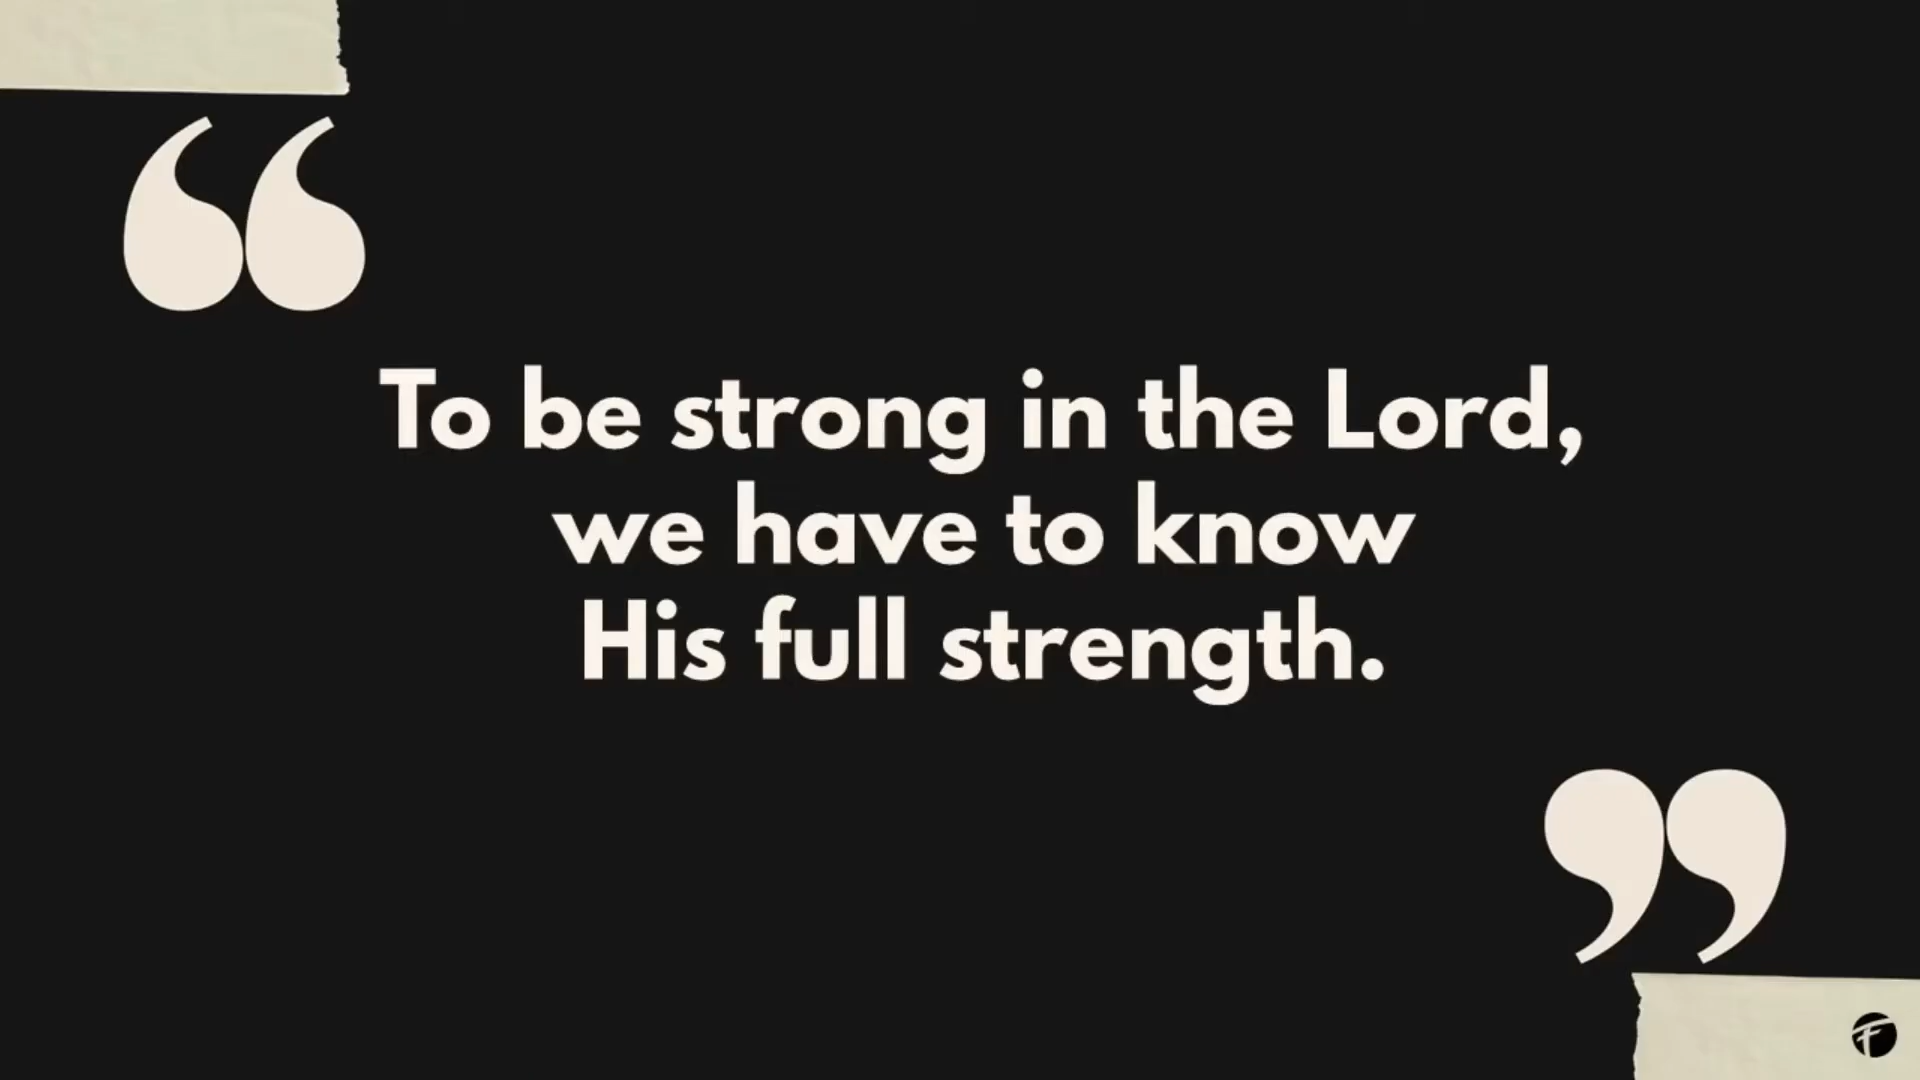 “
To be strong in the Lord,
we have to know
His full strength.
”
F